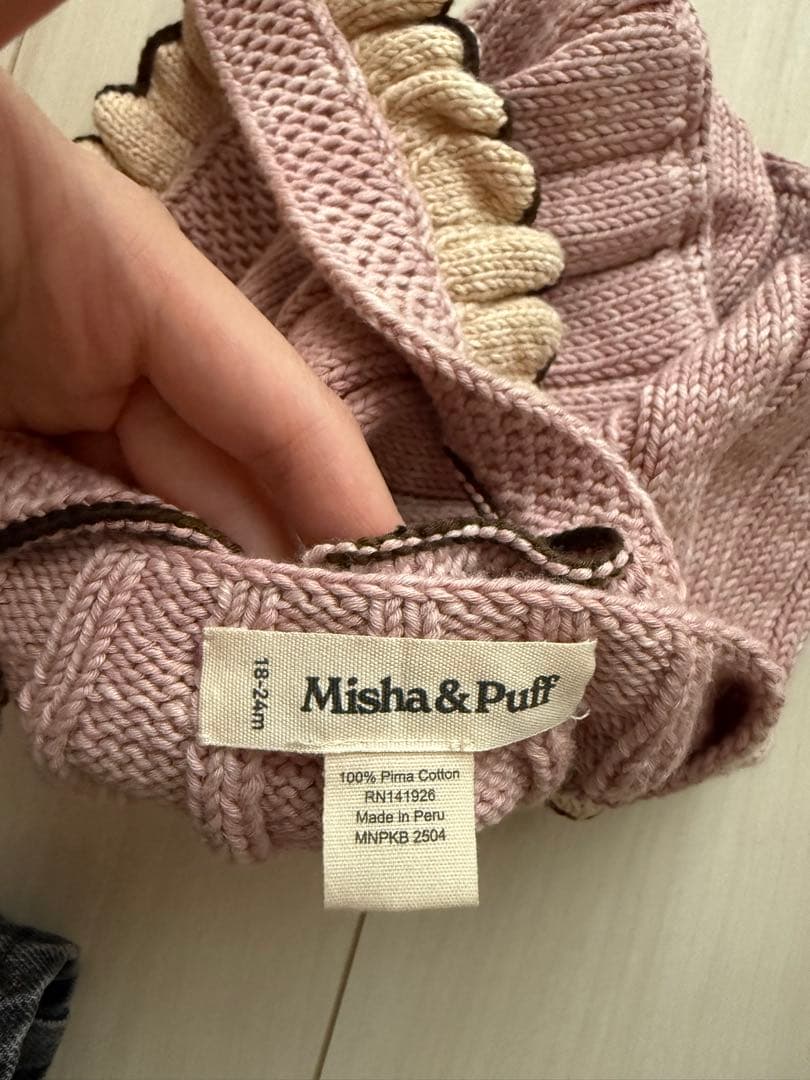 18-24m
Misha & Puff
100% Pima Cotton
RN141926
Made in Peru
MNPKB 2504